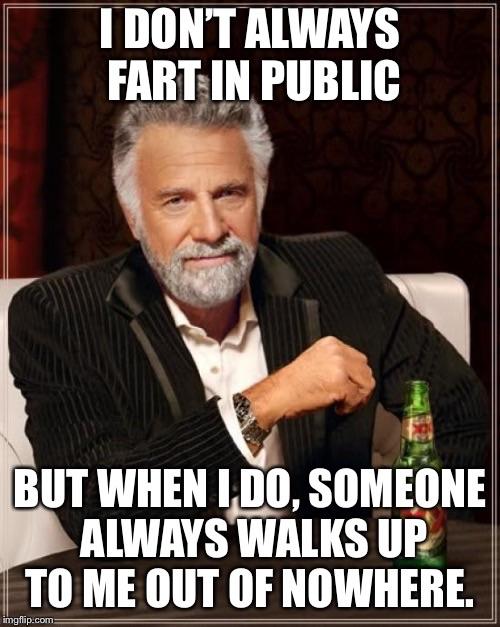 I DON'T ALWAYS
FART IN PUBLIC
XX
BUT WHEN I DO, SOMEONE
ALWAYS WALKS UP
TO ME OUT OF NOWHERE.
imgflip.com